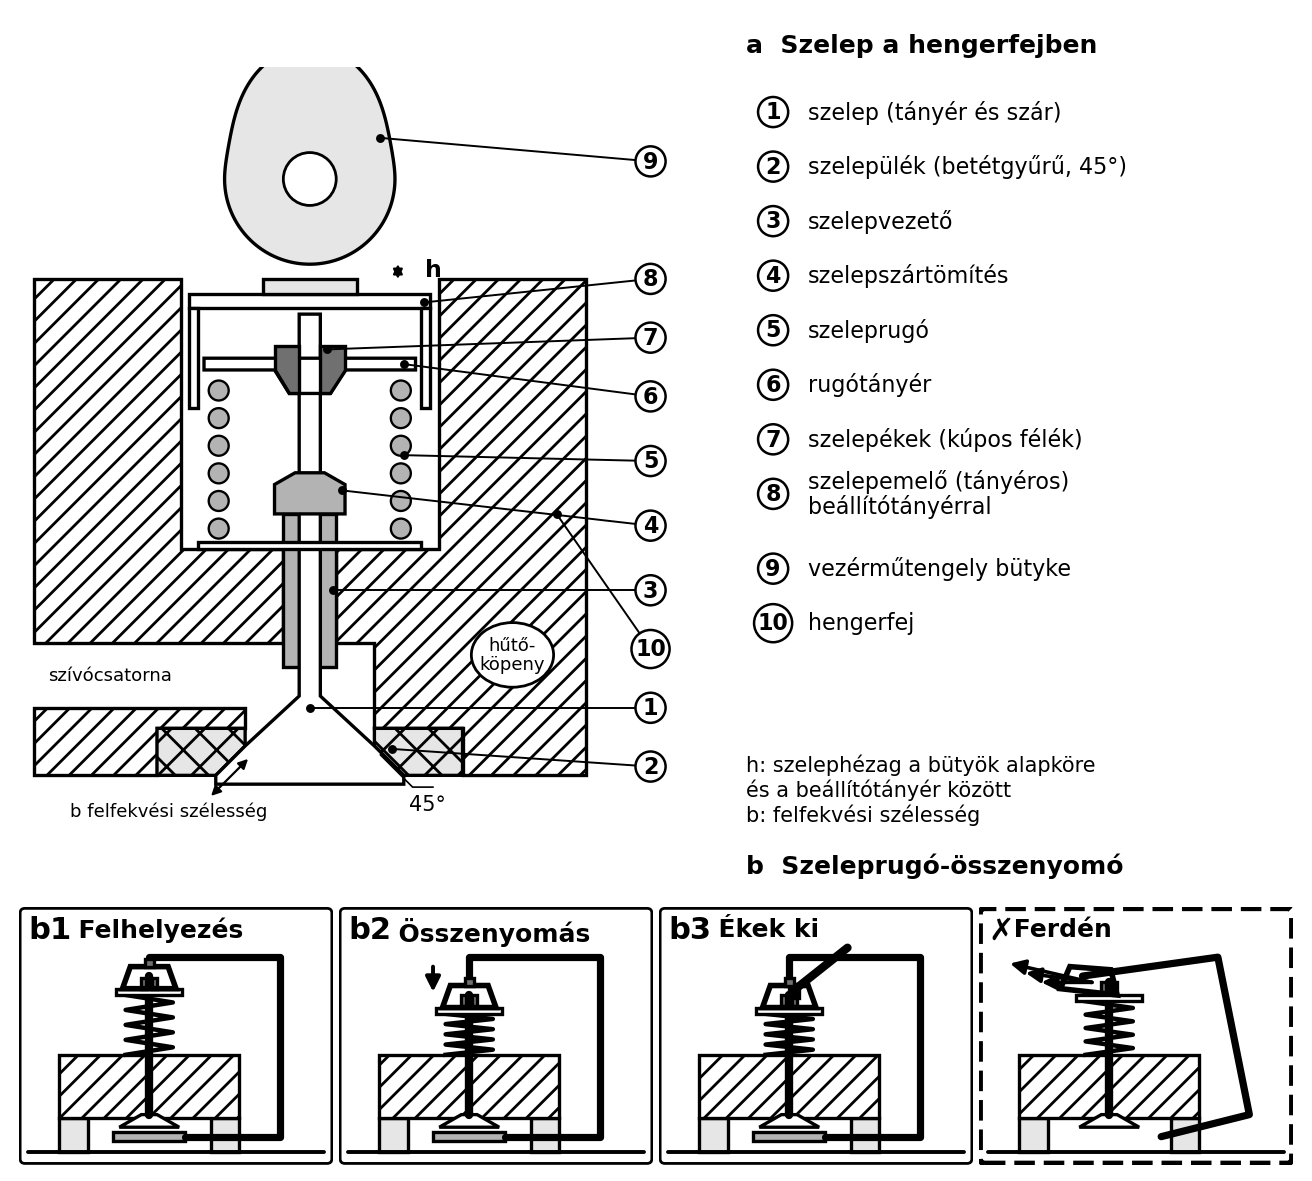 a  Szelep a hengerfejben
1 szelep (tányér és szár)
2 szelepülék (betétgyűrű, 45°)
3 szelepvezető
4 szelepszártömítés
5 szeleprugó
6 rugótányér
7 szelepékek (kúpos félék)
8 szelepemelő (tányéros)
beállítótányérral
9 vezérműtengely bütyke
10 hengerfej
9
h
8
7
6
5
4
3
10
1
2
hűtő-
köpeny
szívócsatorna
b felfekvési szélesség
45°
h: szelephézag a bütyök alapköre
és a beállítótányér között
b: felfekvési szélesség
b  Szeleprugó-összenyomó
b1 Felhelyezés
b2 Összenyomás
b3 Ékek ki
✗ Ferdén